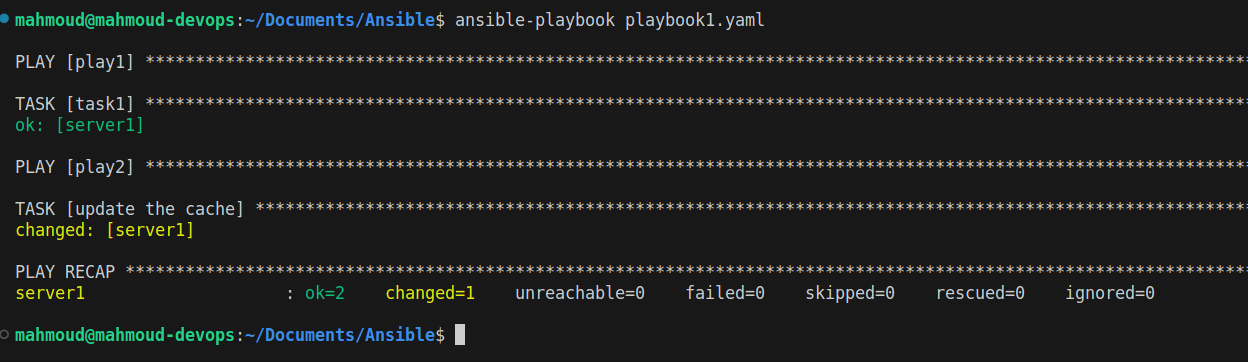 mahmoud@mahmoud-devops:~/Documents/Ansible$ ansible-playbook playbook1.yaml
PLAY [play1] ***************************************************************************************************************
TASK [task1] ***************************************************************************************************************
ok: [server1]
PLAY [play2] ***************************************************************************************************************
TASK [update the cache] ****************************************************************************************************
changed: [server1]
PLAY RECAP *****************************************************************************************************************
server1                    : ok=2    changed=1    unreachable=0    failed=0    skipped=0    rescued=0    ignored=0
mahmoud@mahmoud-devops:~/Documents/Ansible$